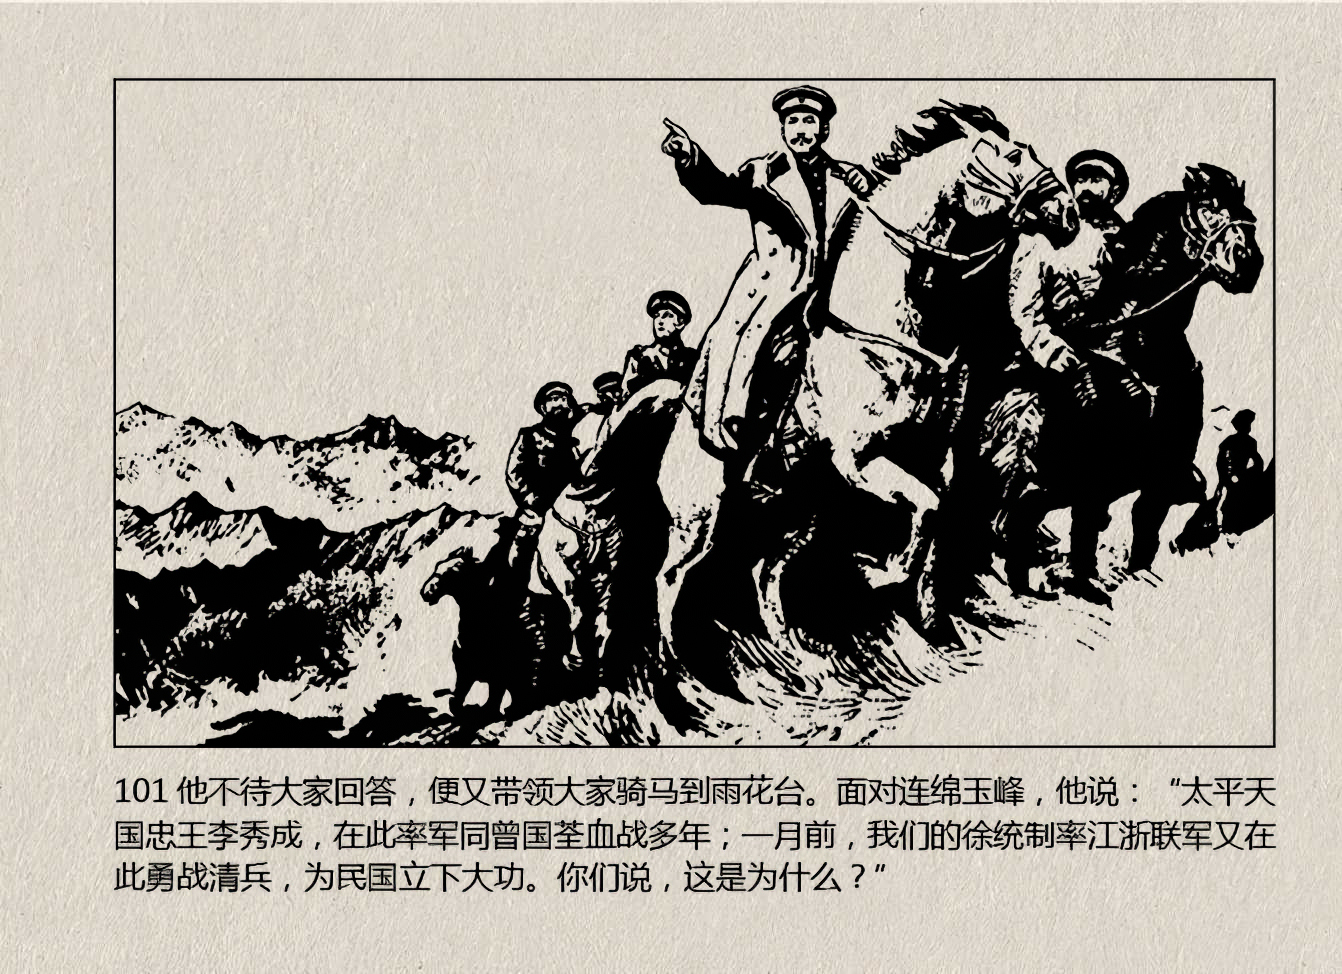 101 他不待大家回答，便又带领大家骑马到雨花台。面对连绵玉峰，他说：“太平天
国忠王李秀成，在此率军同曾国荃血战多年；一月前，我们的徐统制率江浙联军又在
此勇战清兵，为民国立下大功。你们说，这是为什么？”